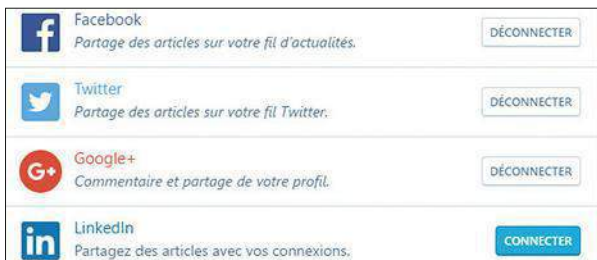 Facebook
Partage des articles sur votre fil d'actualités.
DÉCONNECTER
Twitter
Partage des articles sur votre fil Twitter.
DÉCONNECTER
G+
Google+
Commentaire et partage de votre profil.
DÉCONNECTER
in
LinkedIn
Partagez des articles avec vos connexions.
CONNECTER